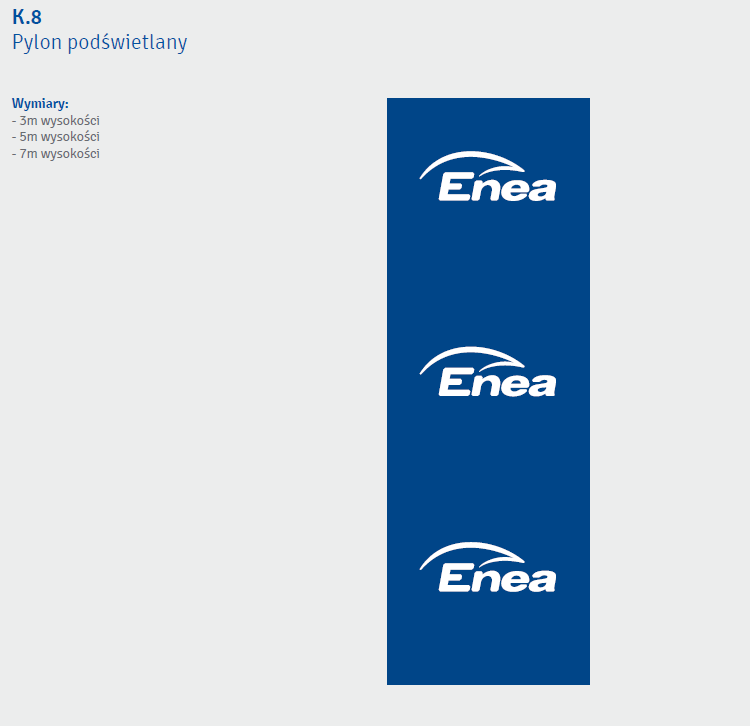 K.8
Pylon podświetlany
Wymiary:
- 3m wysokości
- 5m wysokości
- 7m wysokości
Enea
Enea
Enea